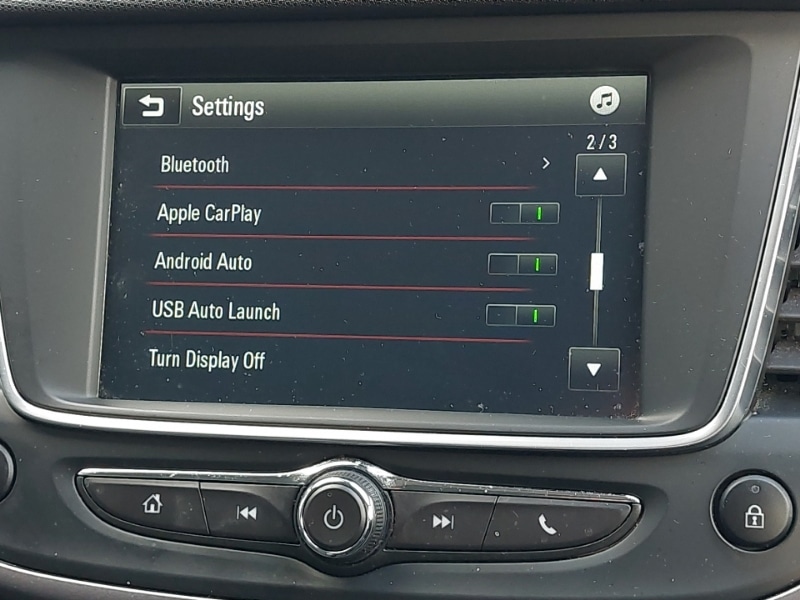 Settings
2/3
Bluetooth
Apple CarPlay
Android Auto
USB Auto Launch
Turn Display Off